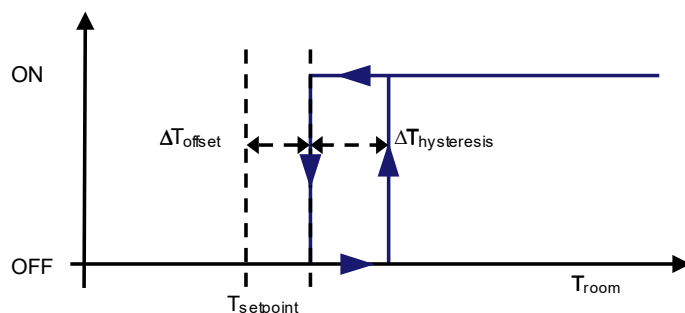 ON
ΔToffset
ΔThysteresis
OFF
Troom
Tsetpoint